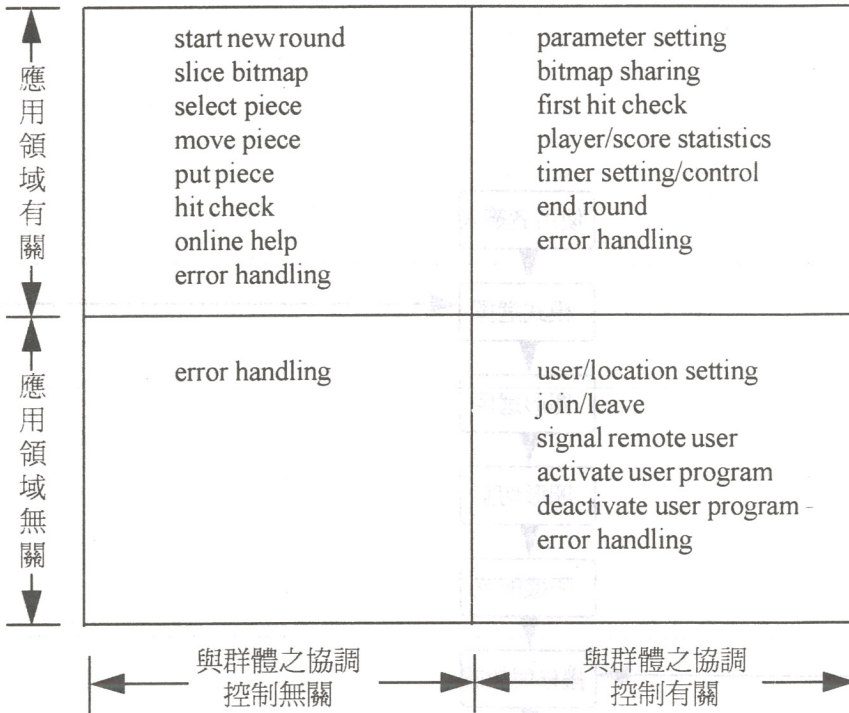 應用領域有關
start new round
slice bitmap
select piece
move piece
put piece
hit check
online help
error handling
parameter setting
bitmap sharing
first hit check
player/score statistics
timer setting/control
end round
error handling
應用領域無關
error handling
user/location setting
join/leave
signal remote user
activate user program
deactivate user program
error handling
與群體之協調
控制無關
與群體之協調
控制有關